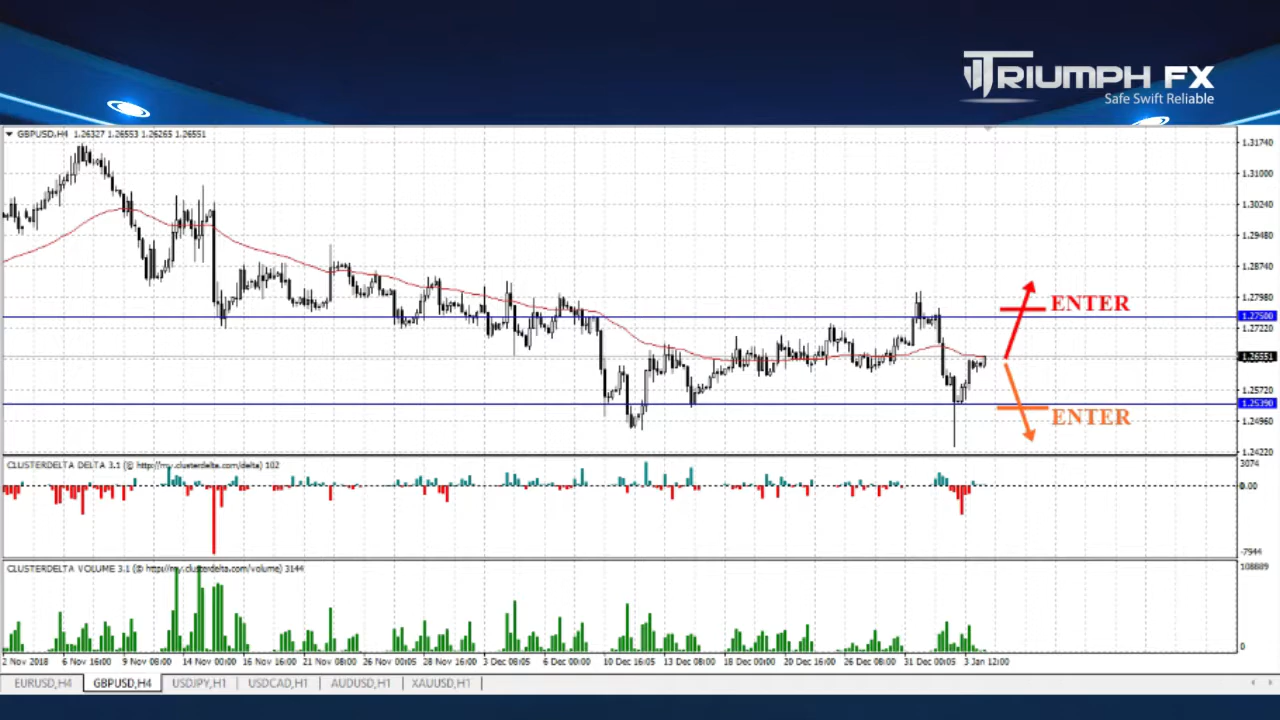 TRIUMPH FX
Safe Swift Reliable
GBPUSD,H4 1.26327 1.26553 1.26265 1.26551
1.31740
1.31000
1.30240
1.29480
1.28740
1.27980
ENTER
1.27500
1.27220
1.26551
1.25720
1.25390
ENTER
1.24960
1.24220
CLUSTERDELTA DELTA 3.1 (© http://my.clusterdelta.com/delta) 102
3074
0.00
-7944
CLUSTERDELTA VOLUME 3.1 (© http://my.clusterdelta.com/volume) 3144
108889
0
2 Nov 2018 6 Nov 16:00 9 Nov 08:00 14 Nov 00:00 16 Nov 16:00 21 Nov 08:00 26 Nov 00:05 28 Nov 16:05 3 Dec 08:05 6 Dec 00:00 10 Dec 16:05 13 Dec 08:00 18 Dec 00:00 20 Dec 16:00 26 Dec 08:00 31 Dec 00:05 3 Jan 12:00
EURUSD,H4 GBPUSD,H4 USDJPY,H1 USDCAD,H1 AUDUSD,H1 XAUUSD,H1